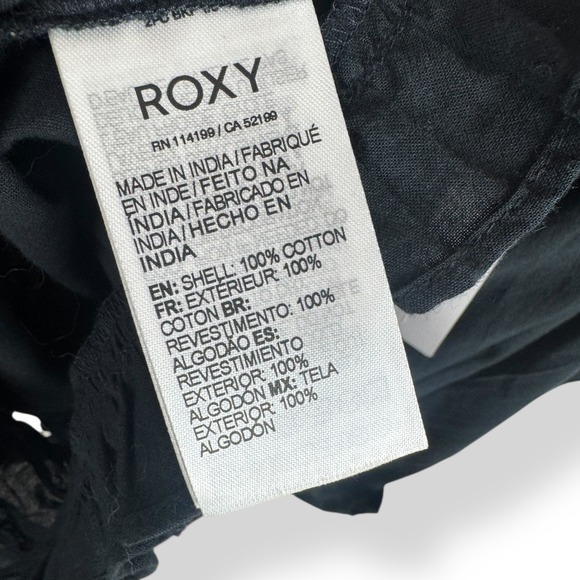 ROXY
RN 114199 / CA 52199
MADE IN INDIA / FABRIQUÉ
EN INDE / FEITO NA
INDIA / FABRICADO EN
INDIA / HECHO EN
INDIA
EN: SHELL: 100% COTTON
FR: EXTÉRIEUR: 100%
COTON BR:
REVESTIMENTO: 100%
ALGODÃO ES:
REVESTIMIENTO
EXTERIOR: 100%
ALGODÓN MX: TELA
EXTERIOR: 100%
ALGODÓN